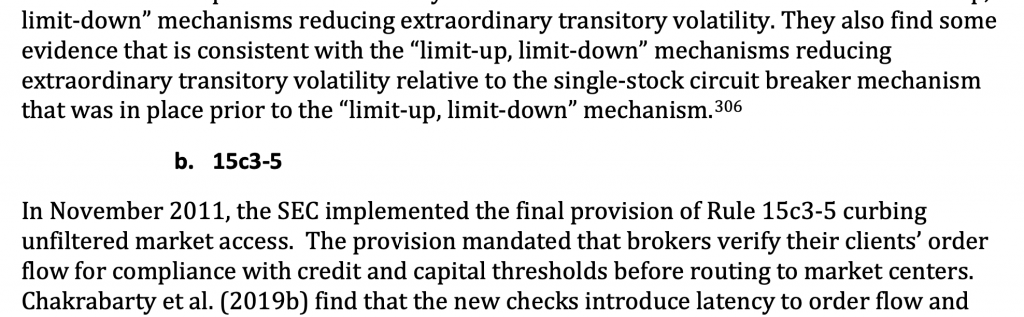 limit-down” mechanisms reducing extraordinary transitory volatility. They also find some
evidence that is consistent with the “limit-up, limit-down” mechanisms reducing
extraordinary transitory volatility relative to the single-stock circuit breaker mechanism
that was in place prior to the “limit-up, limit-down” mechanism.306
b. 15c3-5
In November 2011, the SEC implemented the final provision of Rule 15c3-5 curbing
unfiltered market access. The provision mandated that brokers verify their clients’ order
flow for compliance with credit and capital thresholds before routing to market centers.
Chakrabarty et al. (2019b) find that the new checks introduce latency to order flow and